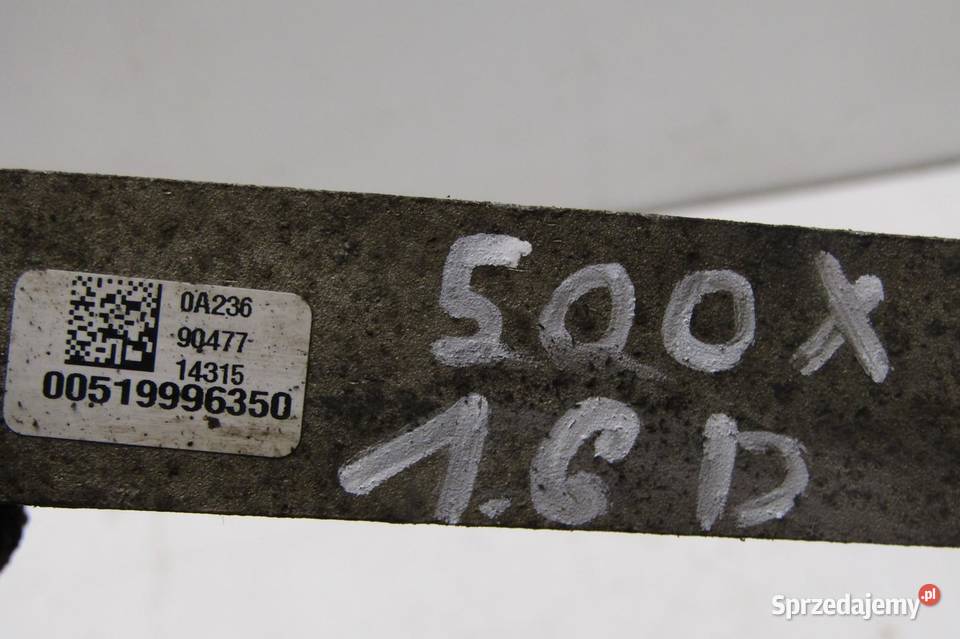 0A236
90477-
14315
00519996350
500X
1.6D
Sprzedajemy.pl